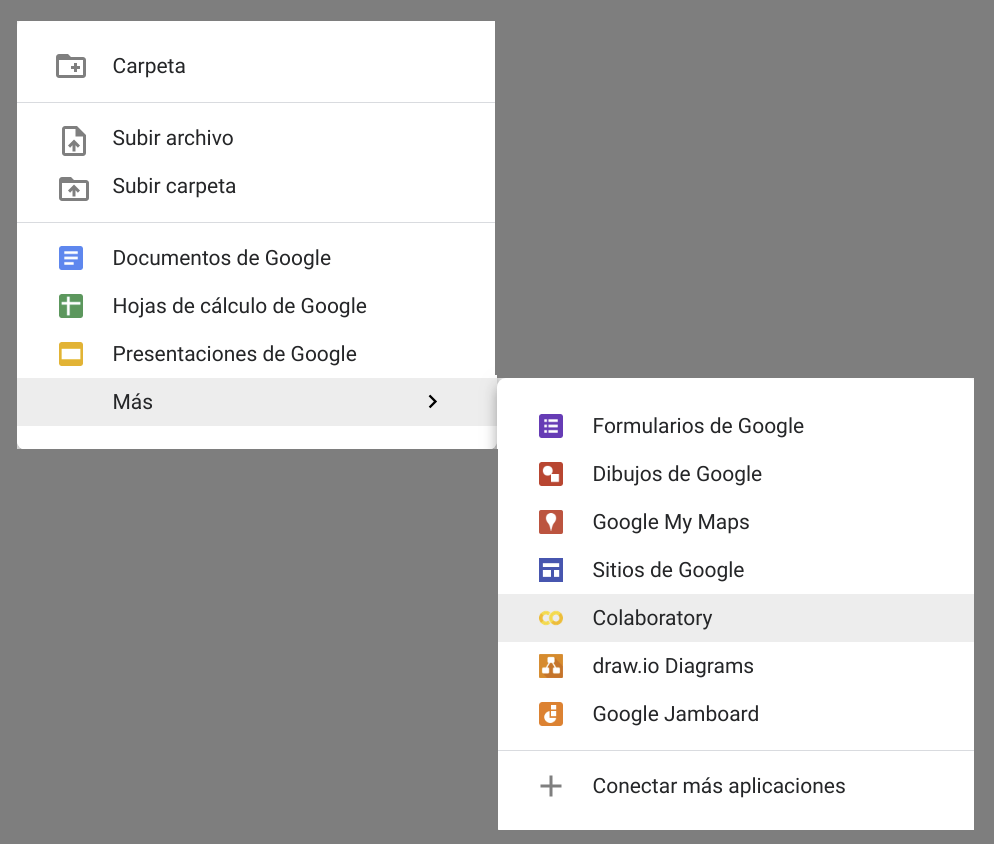 Carpeta
Subir archivo
Subir carpeta
Documentos de Google
Hojas de cálculo de Google
Presentaciones de Google
Más
Formularios de Google
Dibujos de Google
Google My Maps
Sitios de Google
Colaboratory
draw.io Diagrams
Google Jamboard
Conectar más aplicaciones